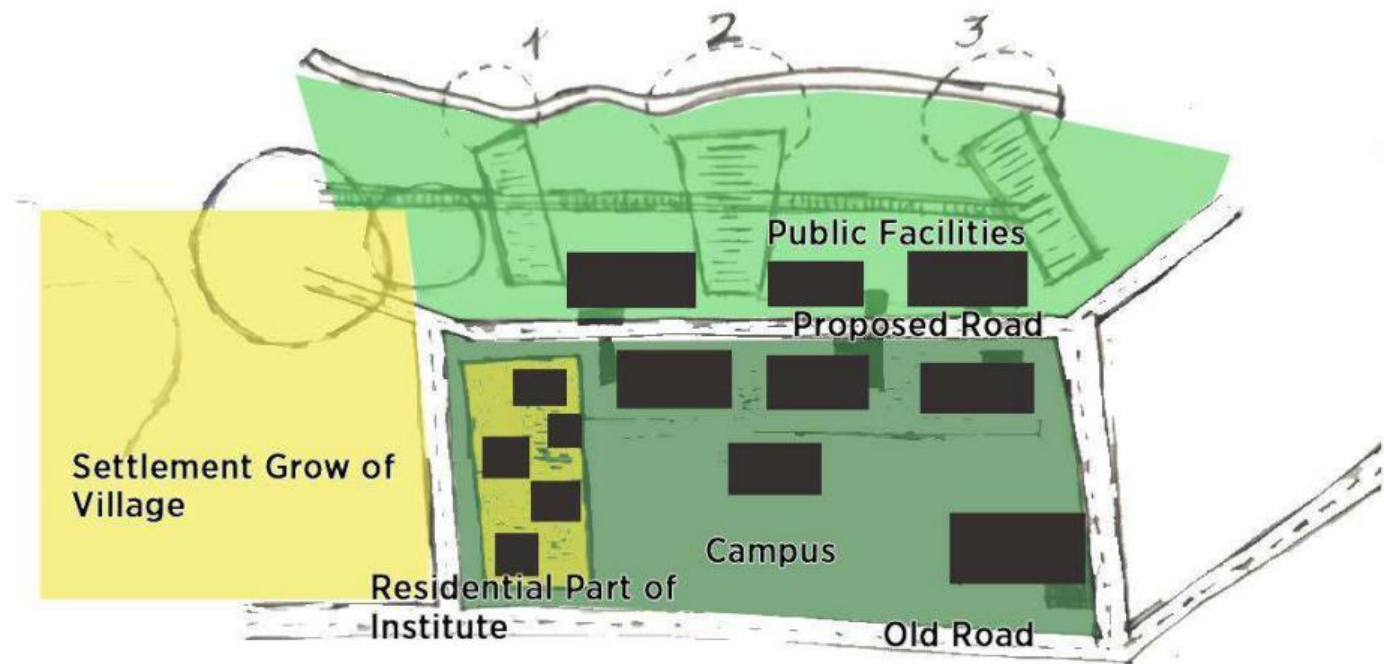 1
2
3
Public Facilities
Proposed Road
Settlement Grow of
Village
Campus
Residential Part of
Institute
Old Road